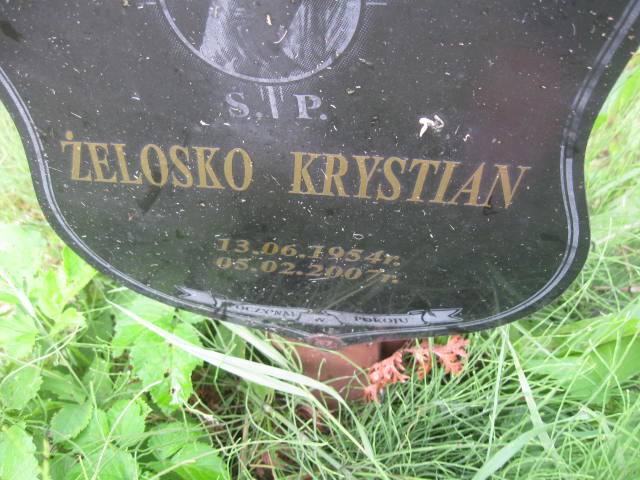 Ś. P.
ŻELOSKO KRYSTIAN
13.06.1954r.
05.02.2007r.
POKOJU